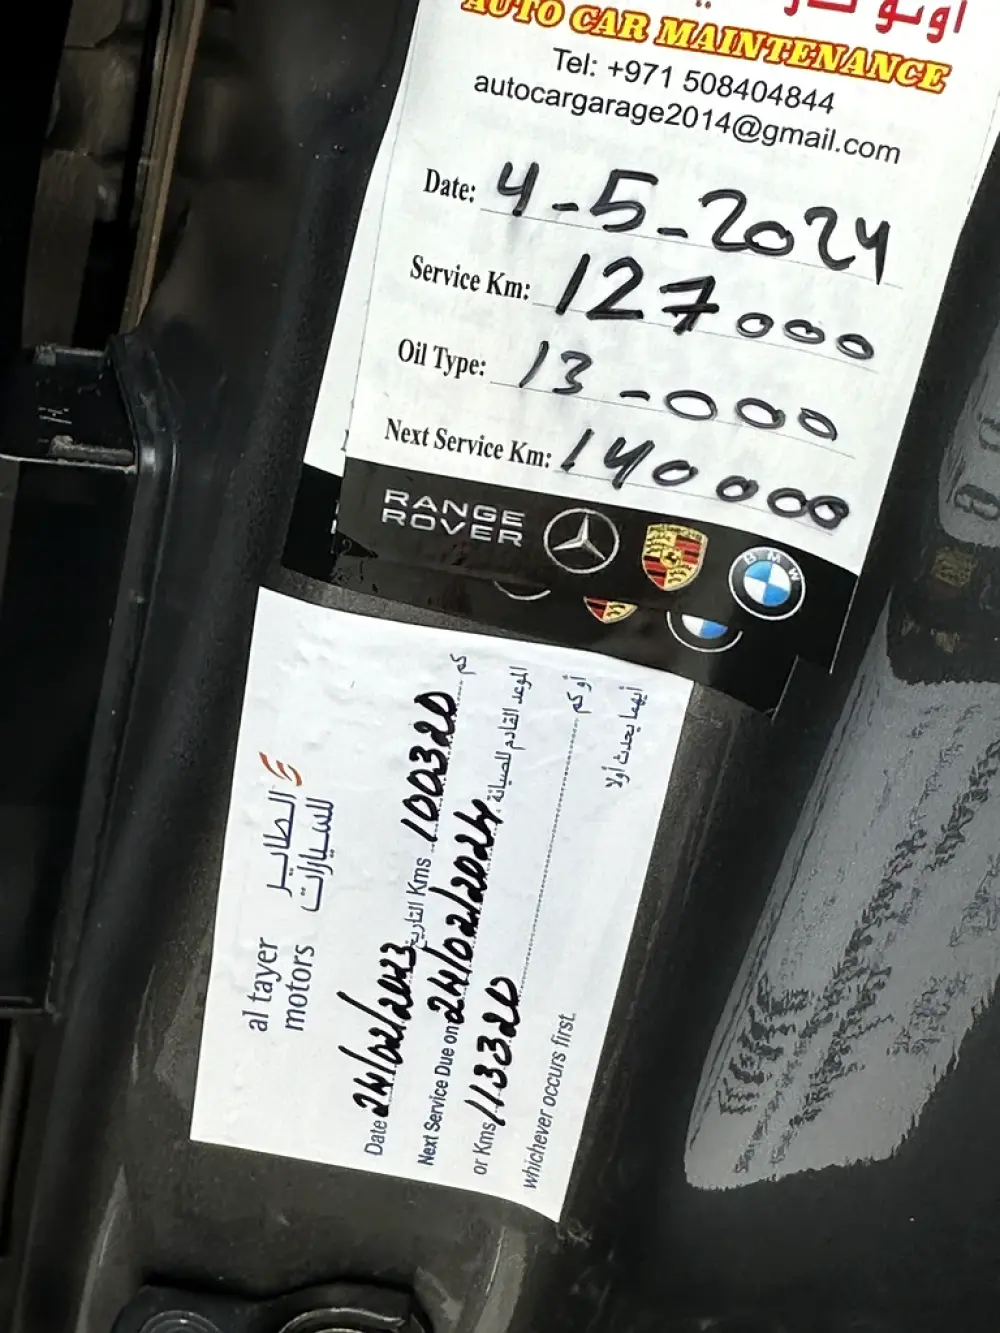 AUTO CAR MAINTENANCE
Tel: +971 508404844
autocargarage2014@gmail.com
Date: 4-5-2024
Service Km: 127000
Oil Type: 13-000
Next Service Km: 140000
RANGE
ROVER
BMW
الطاير
للسيارات
al tayer
motors
Date 24/02/2023 التاريخ Kms 100320 كم
Next Service Due on 24/02/2024 الموعد القادم للصيانة
or Kms 113320 أو كم
whichever occurs first. أيهما يحدث أولا